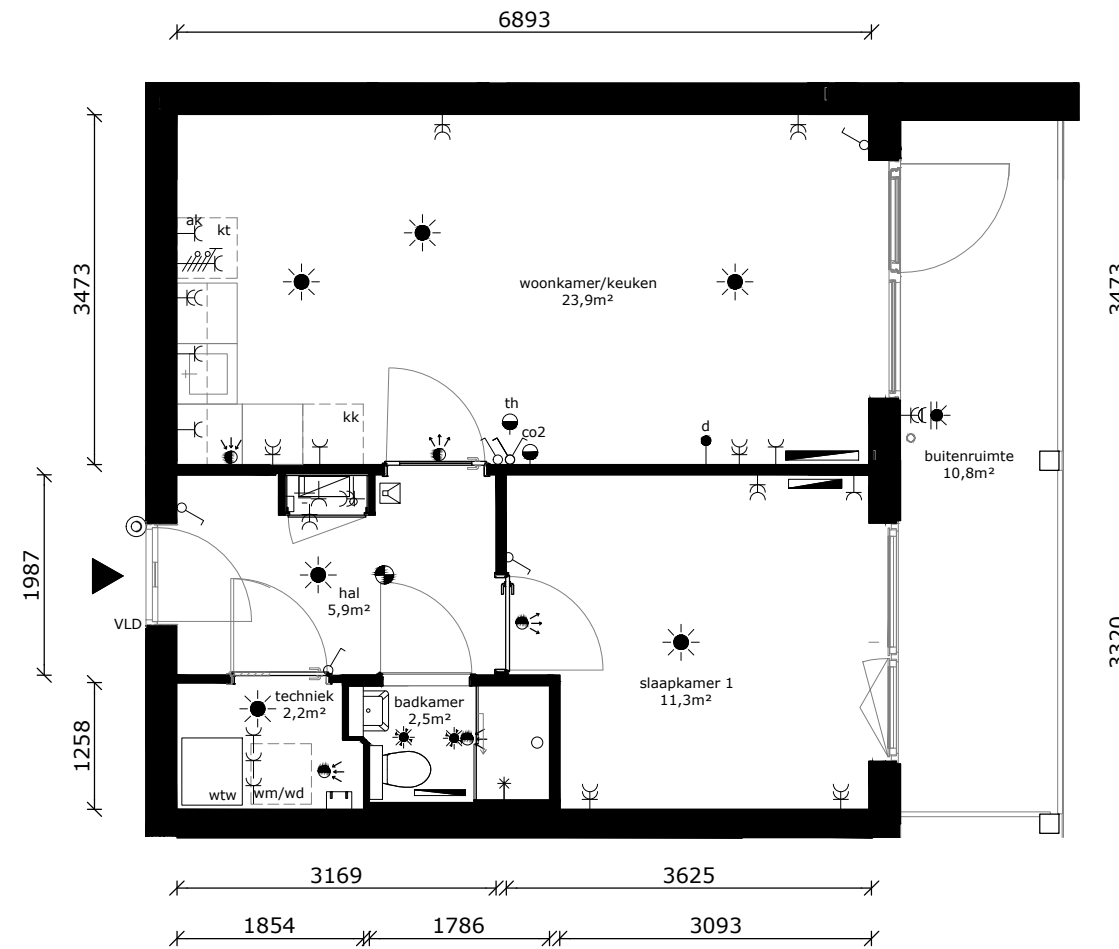 6893
ak
kt
3473
woonkamer/keuken
23,9m²
3473
kk
th
co2
d
buitenruimte
10,8m²
1987
hal
5,9m²
VLD
3320
slaapkamer 1
11,3m²
techniek
2,2m²
badkamer
2,5m²
1258
wtw
wm/wd
3169
3625
1854
1786
3093